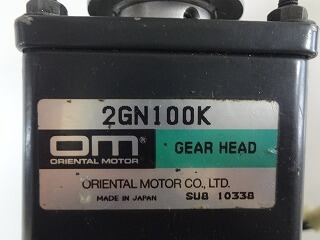 2GN100K
OM®
ORIENTAL MOTOR
GEAR HEAD
ORIENTAL MOTOR CO., LTD.
MADE IN JAPAN SU8 10338